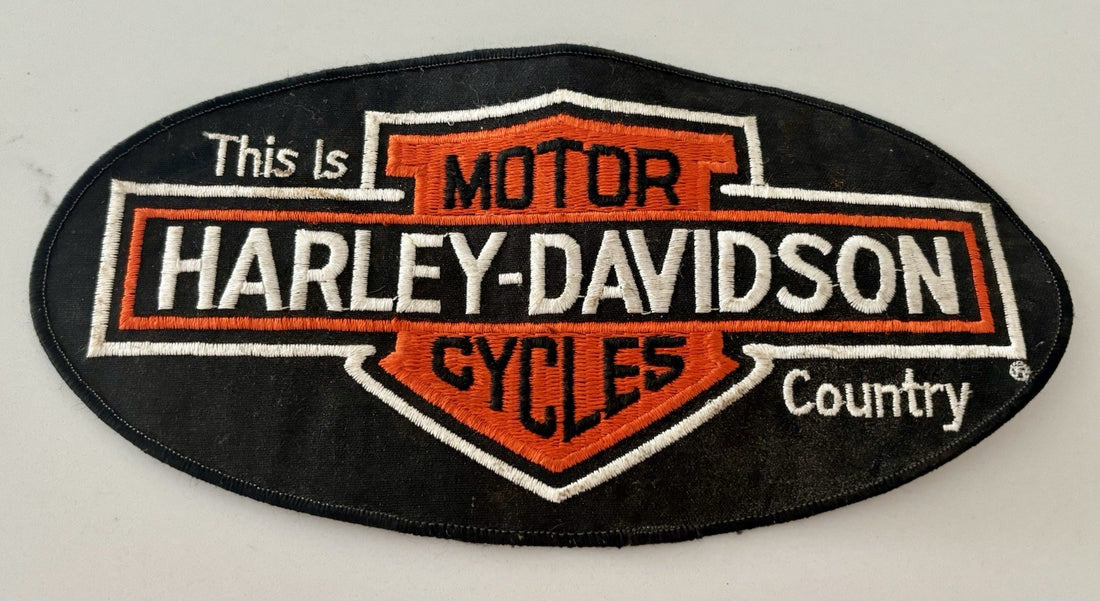 This Is
MOTOR
HARLEY-DAVIDSON
CYCLES
Country
®